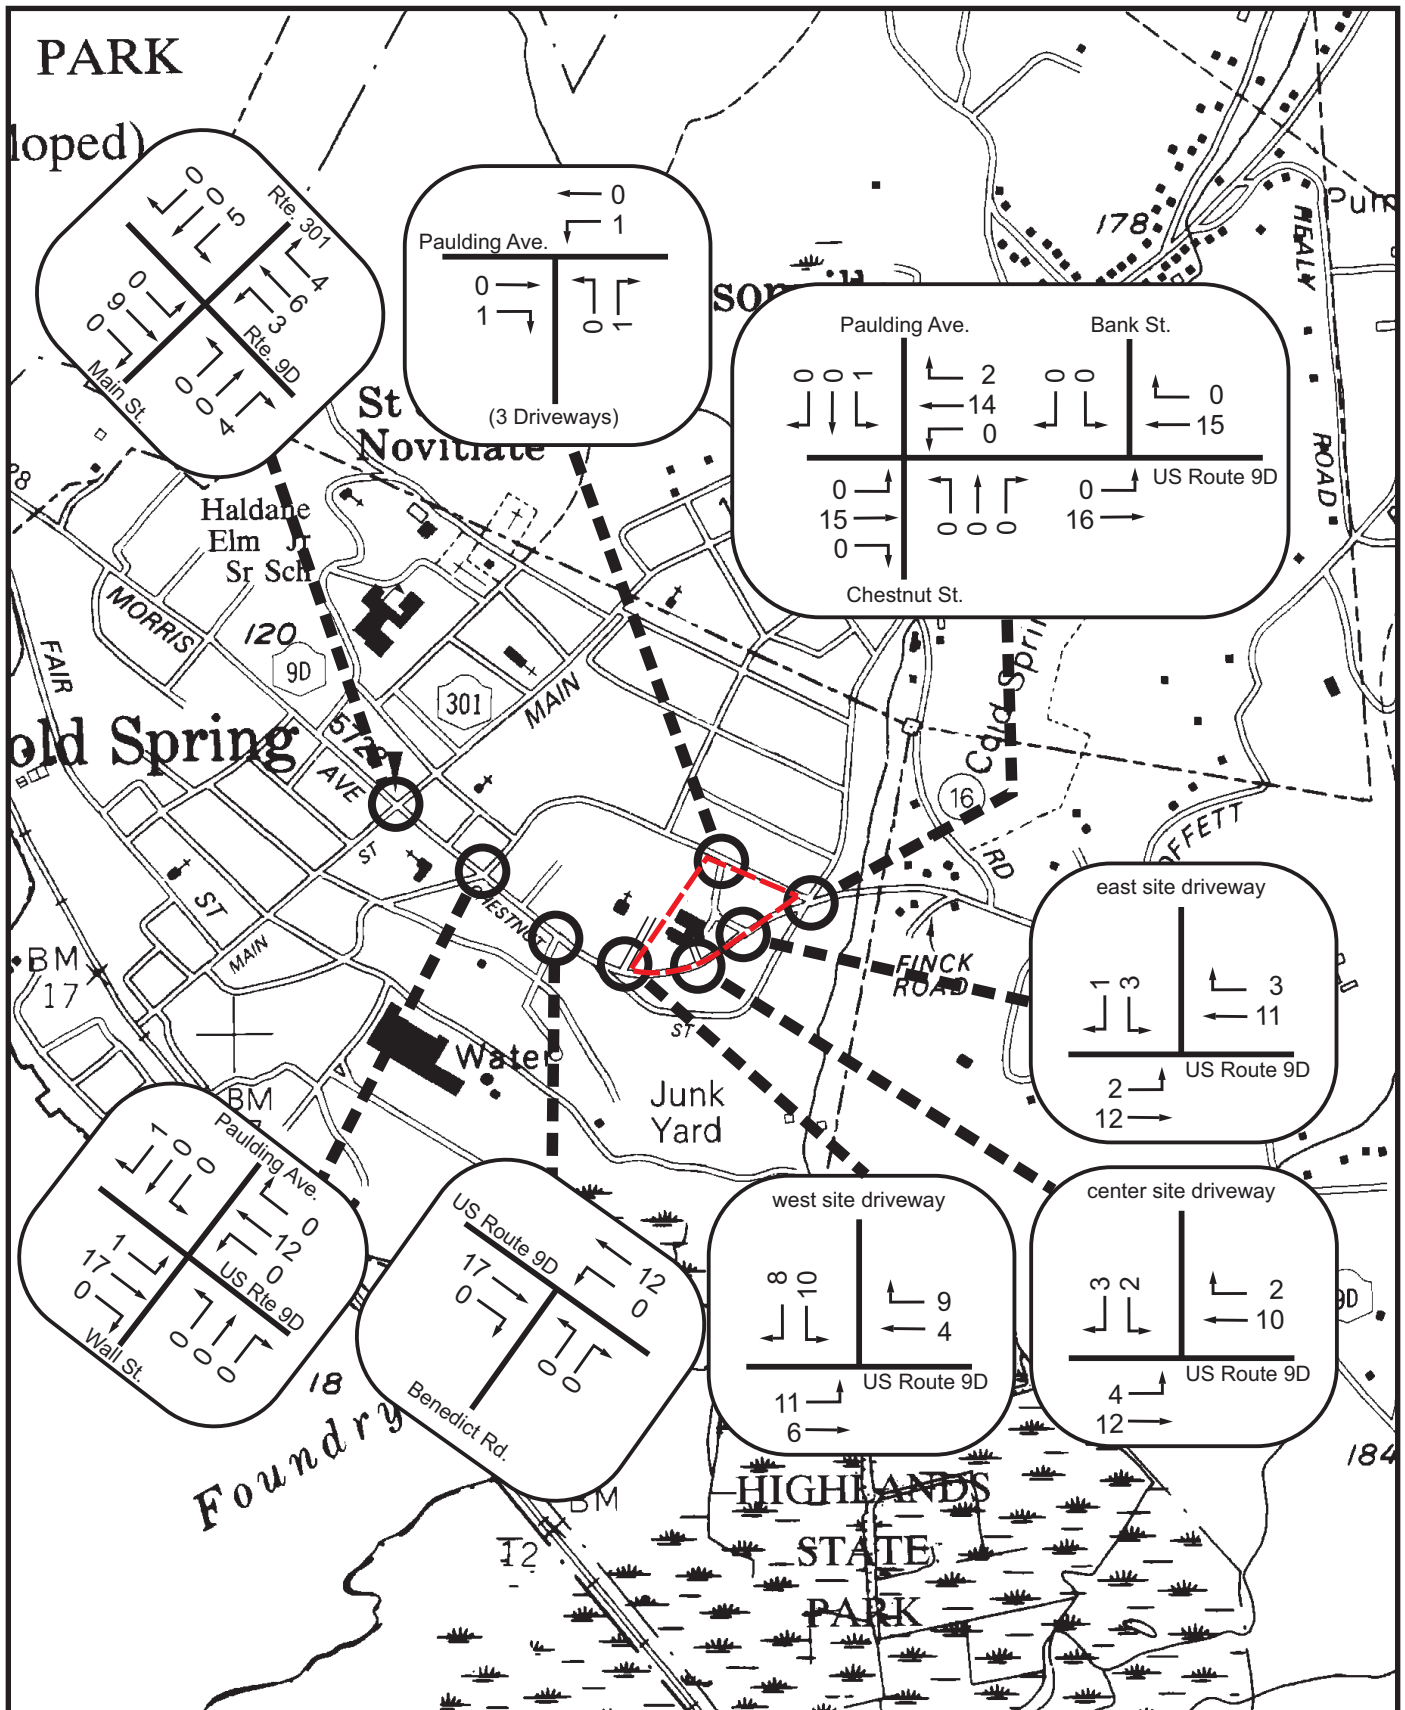 PARK
loped)
178
HEALY
ROAD
0 0 5
Rte. 301
0 9 0
4
6
3
Main St.
Rte. 9D
0 0 4
0
1
Paulding Ave.
0
1
0 1
(3 Driveways)
St
Novitiate
Paulding Ave.
Bank St.
0 0 1
2
14
0
0 0
0
15
US Route 9D
0
15
0
0 0 0
0
16
Chestnut St.
Haldane
Elm Jr
Sr Sch
MORRIS
120
9D
301
MAIN
FAIR
old Spring
AVE
ST
CHESTNUT
ST
MAIN
Cold Sprin
16
RD
OFFETT
BM
17
FINCK
ROAD
ST
Water
Junk
Yard
BM
east site driveway
1 3
3
11
US Route 9D
2
12
1 0 0
Paulding Ave.
1
17
0
0
12
0
US Rte 9D
Wall St.
0 0 0
US Route 9D
17
0
12
0
0 0
Benedict Rd.
west site driveway
8 10
9
4
US Route 9D
11
6
center site driveway
3 2
2
10
US Route 9D
4
12
9D
184
18
Foundry
BM
12
HIGHLANDS
STATE
PARK